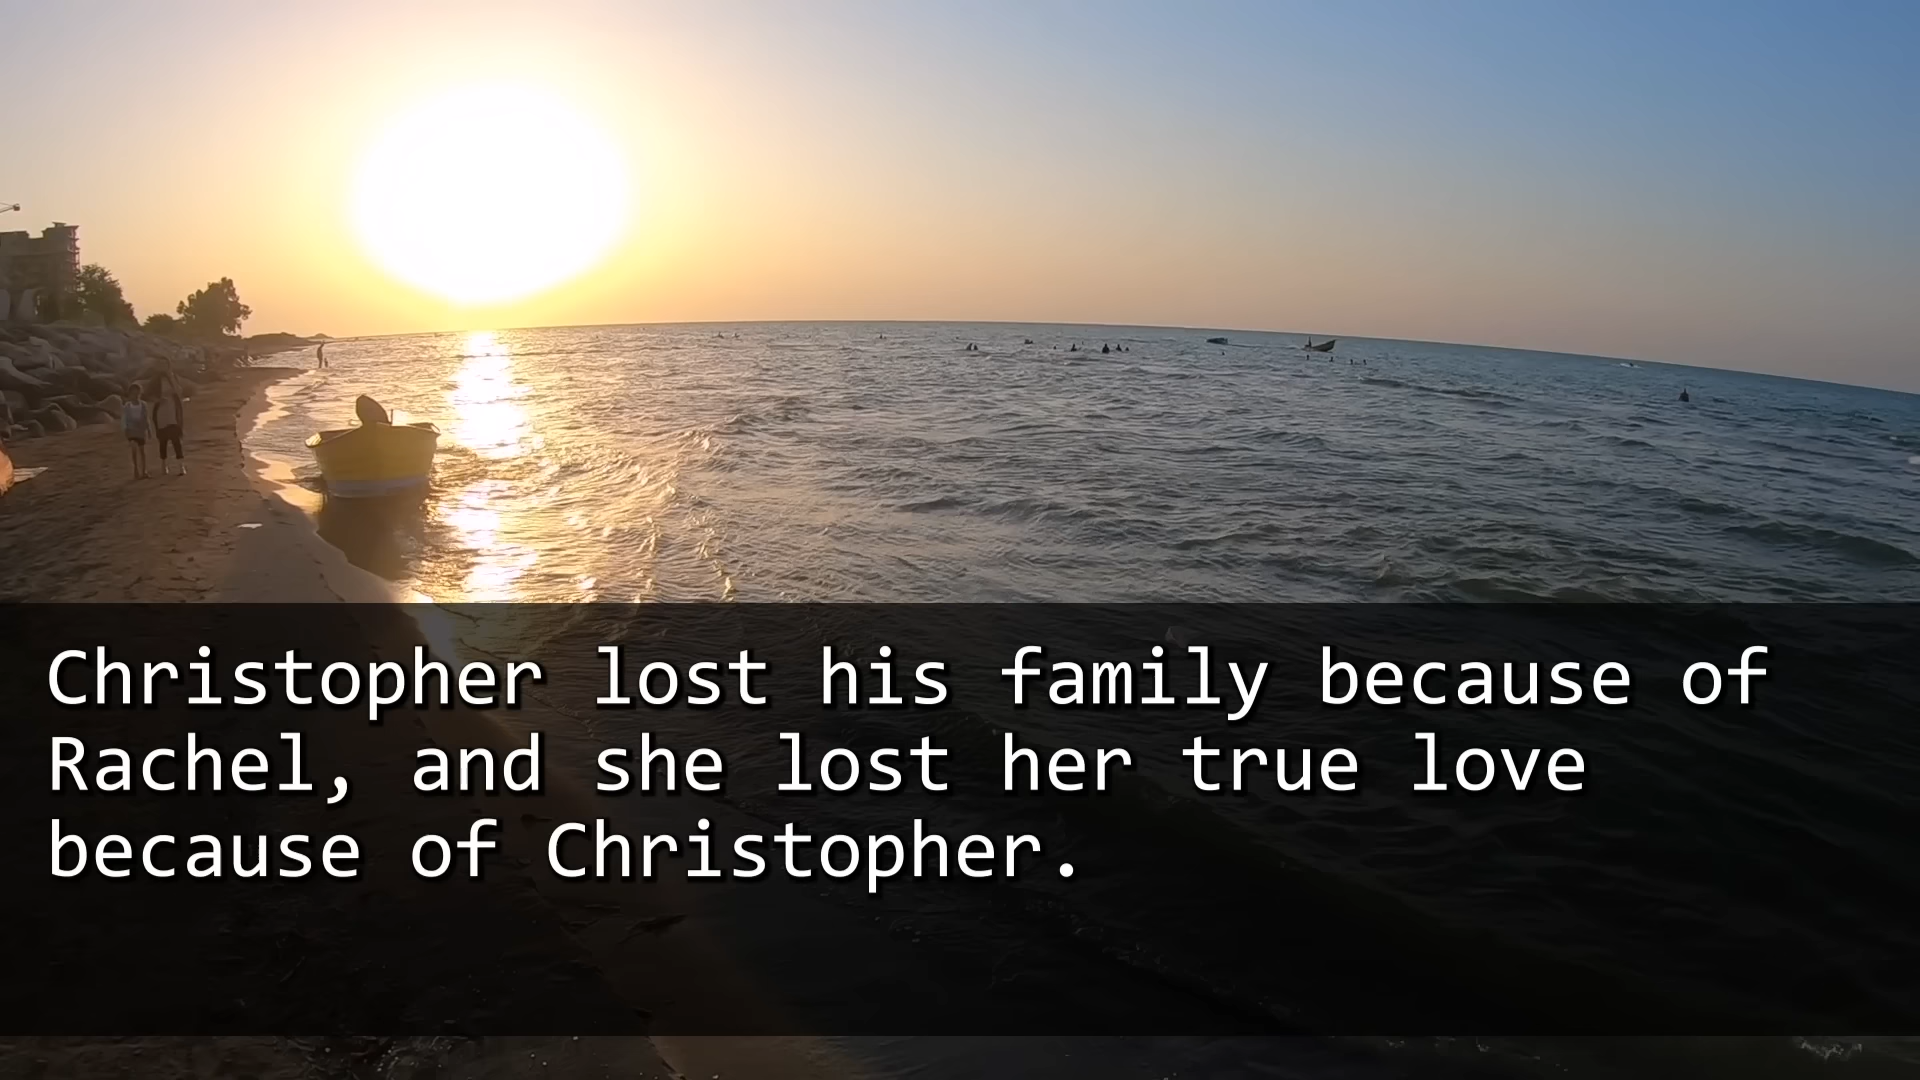 Christopher lost his family because of
Rachel, and she lost her true love
because of Christopher.